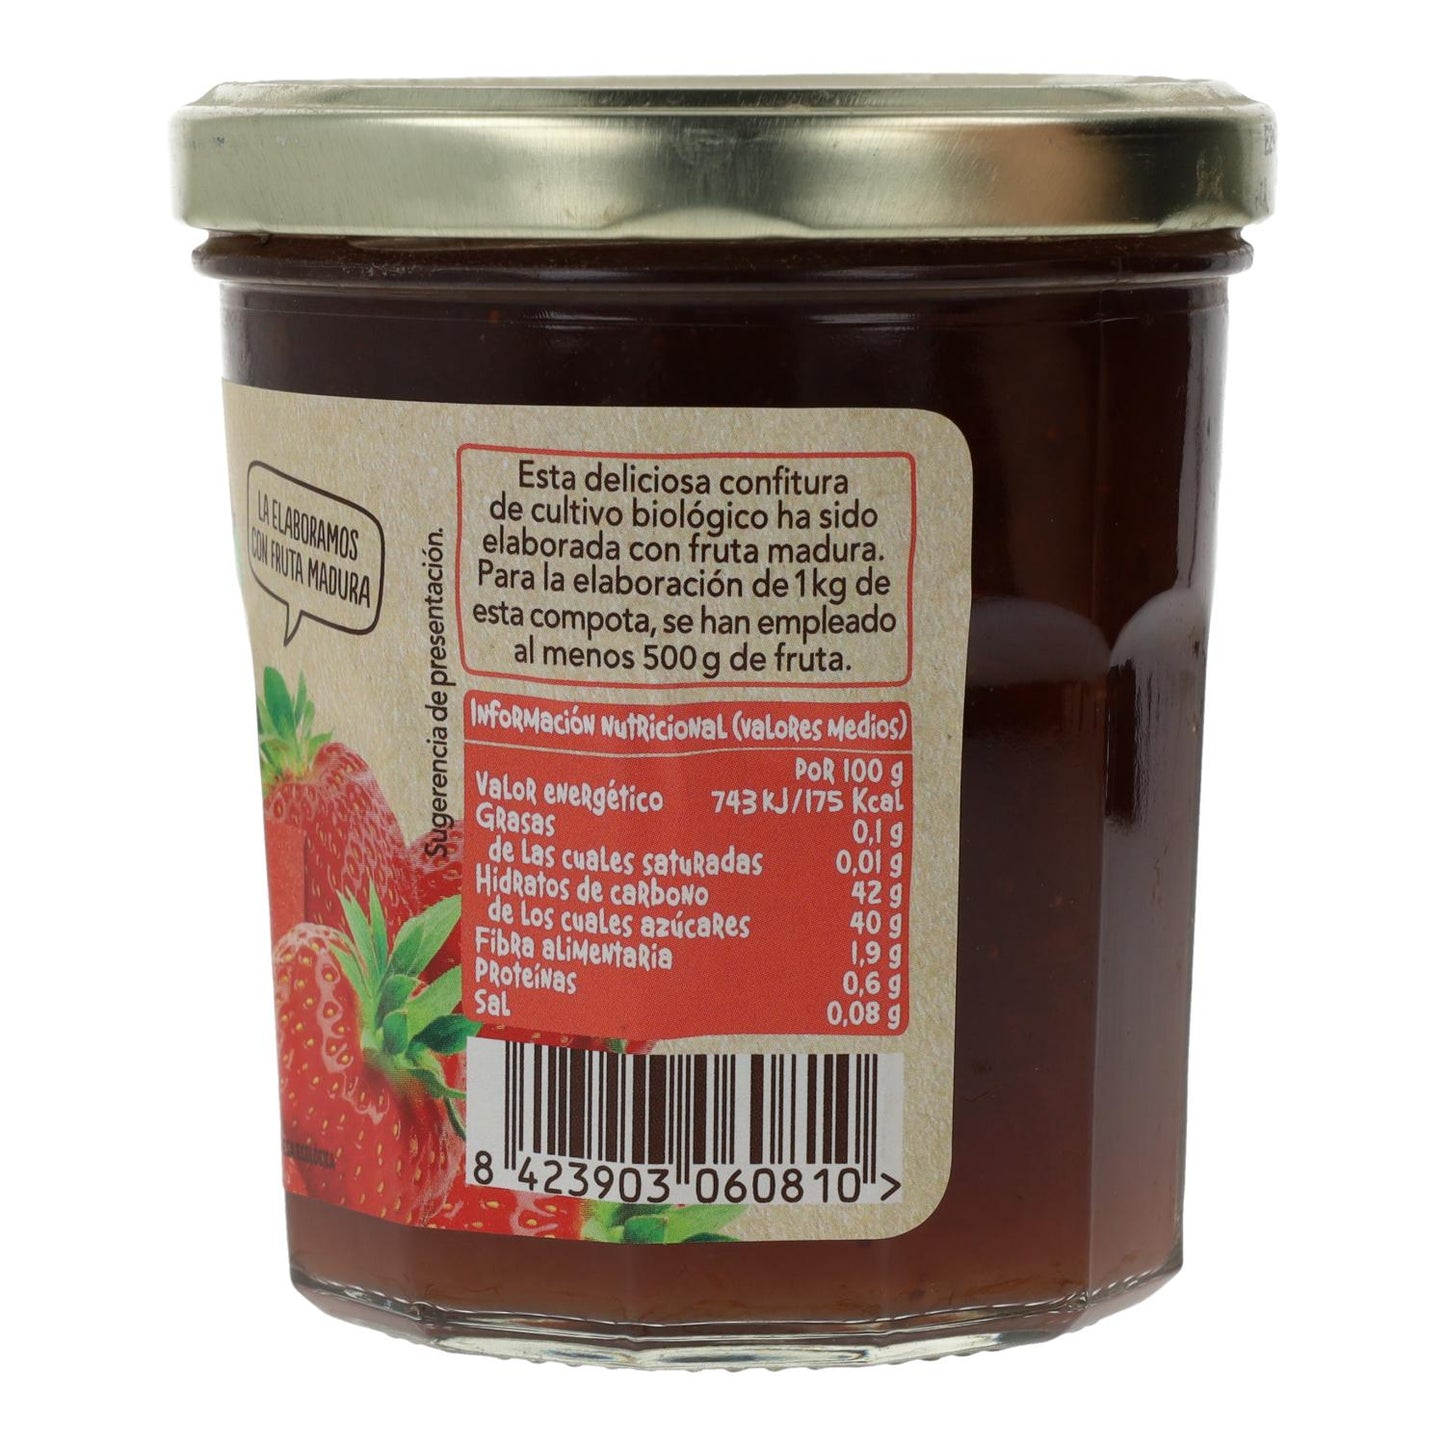 LA ELABORAMOS
CON FRUTA MADURA
Sugerencia de presentación.
Esta deliciosa confitura
de cultivo biológico ha sido
elaborada con fruta madura.
Para la elaboración de 1kg de
esta compota, se han empleado
al menos 500g de fruta.
Información nutricional (valores medios)
Por 100 g
Valor energético 743 kJ/175 Kcal
Grasas 0,1 g
de las cuales saturadas 0,01 g
Hidratos de carbono 42 g
de los cuales azúcares 40 g
Fibra alimentaria 1,9 g
Proteínas 0,6 g
Sal 0,08 g
8 423903 060810 >